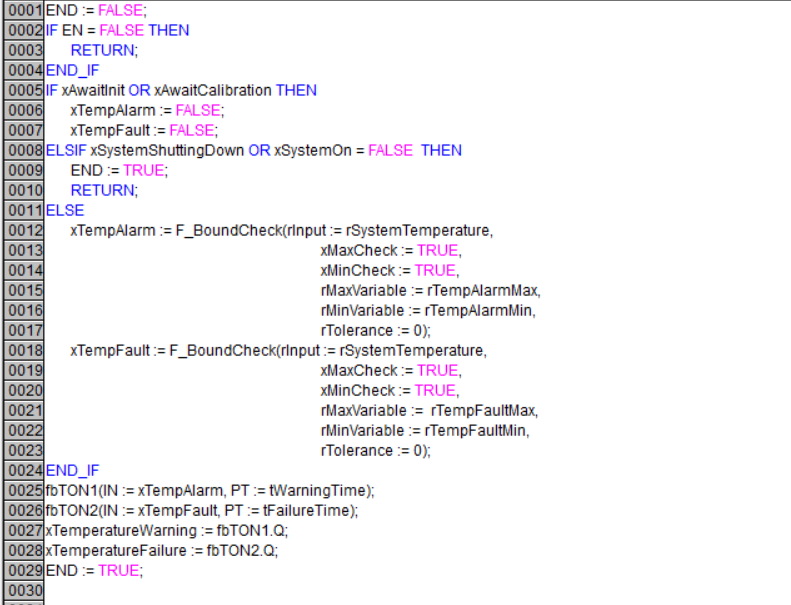 0001 END := FALSE;
0002 IF EN = FALSE THEN
0003 RETURN;
0004 END_IF
0005 IF xAwaitInit OR xAwaitCalibration THEN
0006 xTempAlarm := FALSE;
0007 xTempFault := FALSE;
0008 ELSIF xSystemShuttingDown OR xSystemOn = FALSE THEN
0009 END := TRUE;
0010 RETURN;
0011 ELSE
0012 xTempAlarm := F_BoundCheck(rInput := rSystemTemperature,
0013 xMaxCheck := TRUE,
0014 xMinCheck := TRUE,
0015 rMaxVariable := rTempAlarmMax,
0016 rMinVariable := rTempAlarmMin,
0017 rTolerance := 0);
0018 xTempFault := F_BoundCheck(rInput := rSystemTemperature,
0019 xMaxCheck := TRUE,
0020 xMinCheck := TRUE,
0021 rMaxVariable := rTempFaultMax,
0022 rMinVariable := rTempFaultMin,
0023 rTolerance := 0);
0024 END_IF
0025 fbTON1(IN := xTempAlarm, PT := tWarningTime);
0026 fbTON2(IN := xTempFault, PT := tFailureTime);
0027 xTemperatureWarning := fbTON1.Q;
0028 xTemperatureFailure := fbTON2.Q;
0029 END := TRUE;
0030